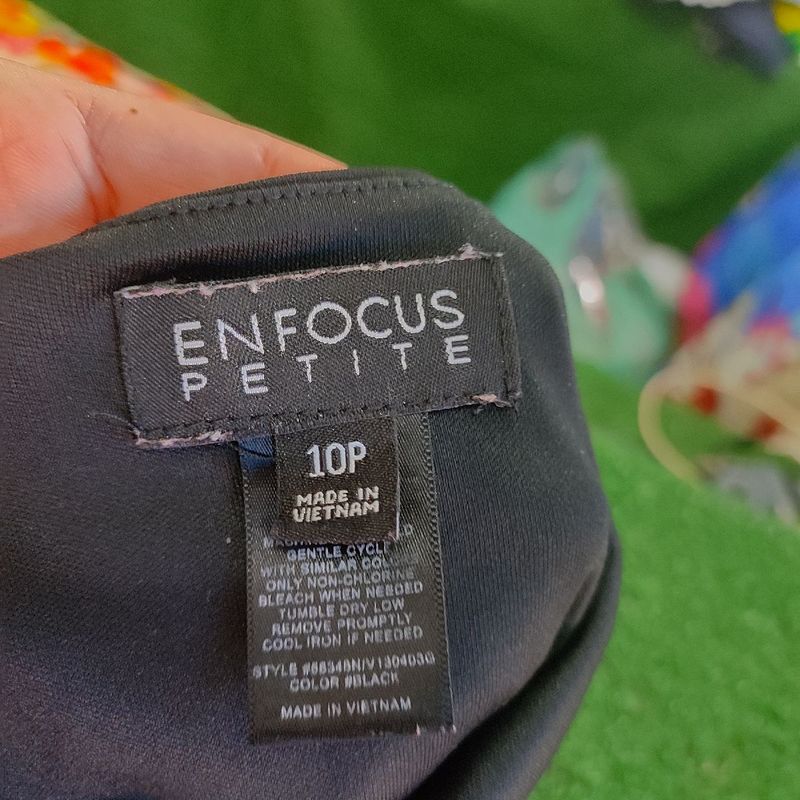 ENFOCUS
PETITE
10P
MADE IN
VIETNAM
GENTLE CYCLE
WITH SIMILAR
ONLY NON-CHLORINE
BLEACH WHEN NEEDED
TUMBLE DRY LOW
REMOVE PROMPTLY
COOL IRON IF NEEDED
STYLE
COLOR #BLACK
MADE IN VIETNAM